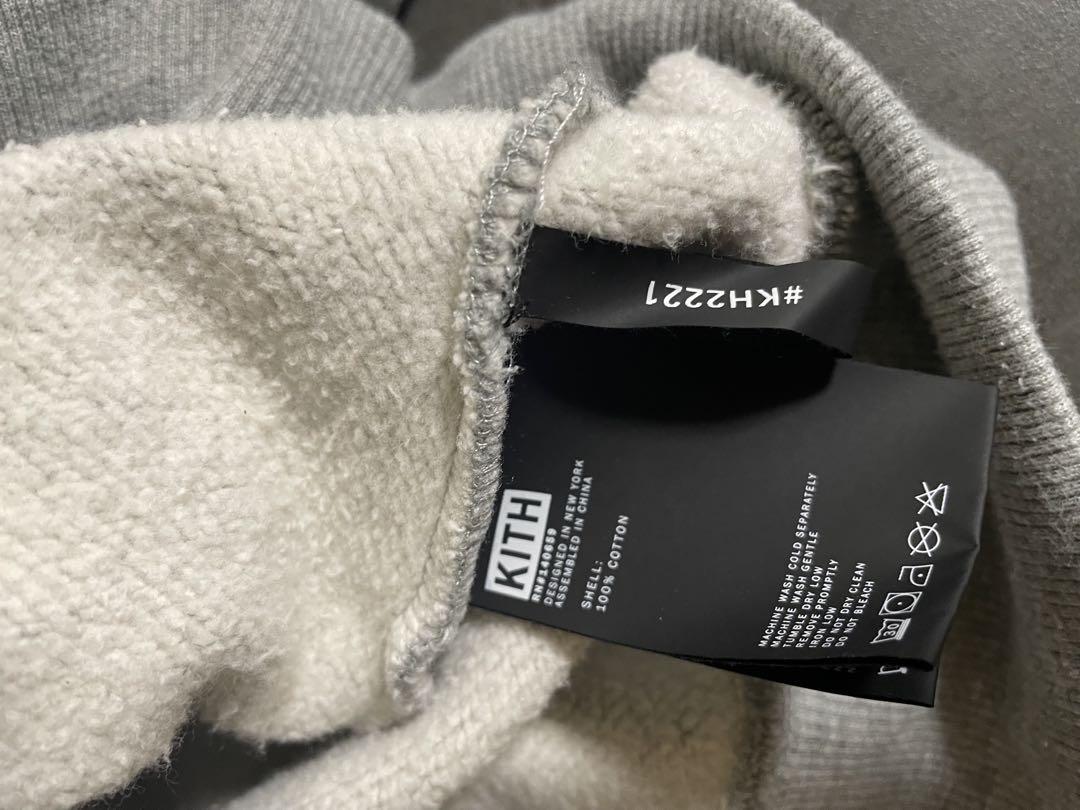 #KH2221
KITH
RN#140659
DESIGNED IN NEW YORK
ASSEMBLED IN CHINA
SHELL:
100% COTTON
MACHINE WASH COLD SEPARATELY
MACHINE WASH GENTLE
TUMBLE DRY LOW
REMOVE PROMPTLY
IRON LOW
DO NOT DRY CLEAN
DO NOT BLEACH
30